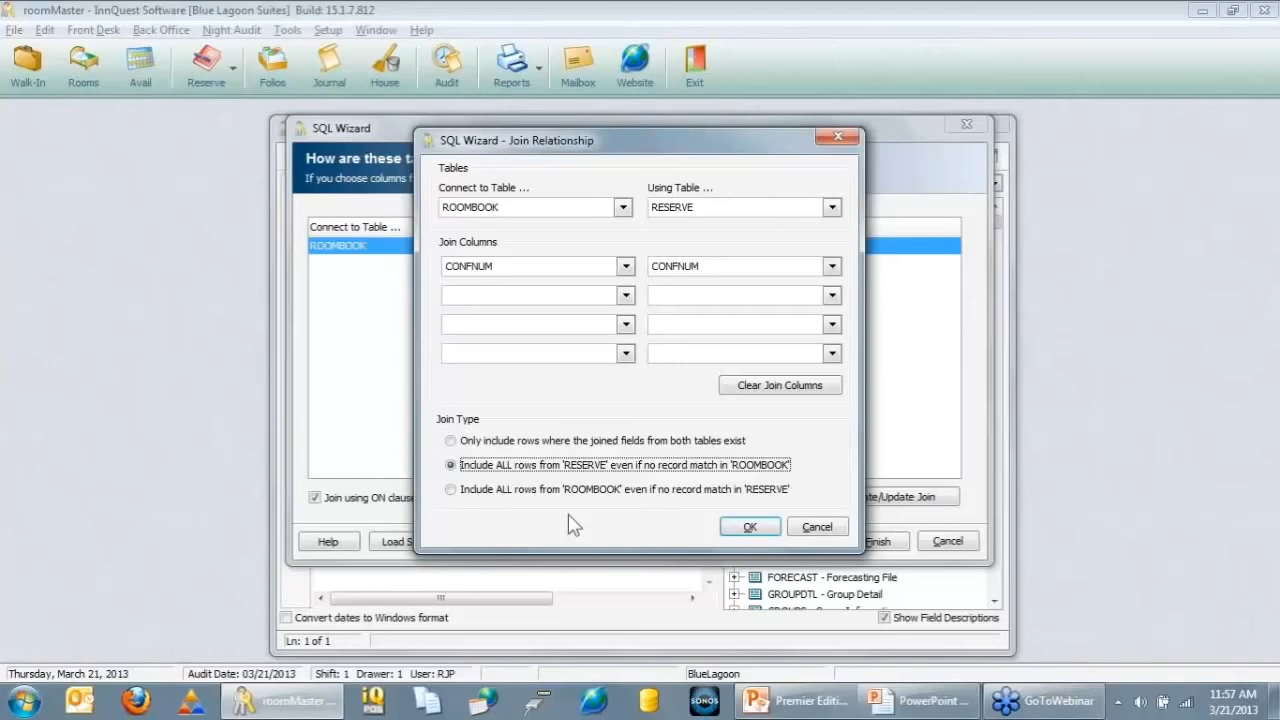 roomMaster - InnQuest Software [Blue Lagoon Suites] Build: 15.1.7.812
File Edit Front Desk Back Office Night Audit Tools Setup Window Help
Walk-In Rooms Avail Reserve Folios Journal House Audit Reports Mailbox Website Exit
SQL Wizard
How are these t
If you choose columns f
Connect to Table ...
ROOMBOOK
SQL Wizard - Join Relationship
Tables
Connect to Table ... Using Table ...
ROOMBOOK RESERVE
Join Columns
CONFNUM CONFNUM
Clear Join Columns
Join Type
Only include rows where the joined fields from both tables exist
Include ALL rows from 'RESERVE' even if no record match in 'ROOMBOOK'
Include ALL rows from 'ROOMBOOK' even if no record match in 'RESERVE'
OK Cancel
Join using ON clause
te/Update Join
Help Load S Finish Cancel
FORECAST - Forecasting File
GROUPDTL - Group Detail
Convert dates to Windows format Show Field Descriptions
Ln: 1 of 1
Thursday, March 21, 2013 Audit Date: 03/21/2013 Shift: 1 Drawer: 1 User: RJP BlueLagoon
roomMaster ... iQ POS SONOS Premier Editi... PowerPoint ... GoToWebinar
11:57 AM
3/21/2013